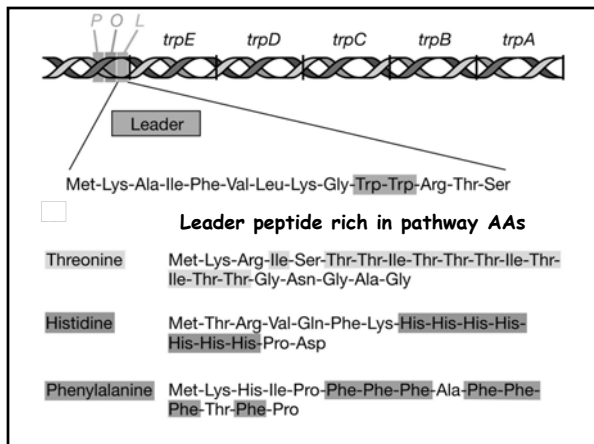 P O L
trpE trpD trpC trpB trpA
Leader
Met-Lys-Ala-Ile-Phe-Val-Leu-Lys-Gly-Trp-Trp-Arg-Thr-Ser
Leader peptide rich in pathway AAs
Threonine Met-Lys-Arg-Ile-Ser-Thr-Thr-Ile-Thr-Thr-Thr-Ile-Thr-
Ile-Thr-Thr-Gly-Asn-Gly-Ala-Gly
Histidine Met-Thr-Arg-Val-Gln-Phe-Lys-His-His-His-His-
His-His-His-Pro-Asp
Phenylalanine Met-Lys-His-Ile-Pro-Phe-Phe-Phe-Ala-Phe-Phe-
Phe-Thr-Phe-Pro